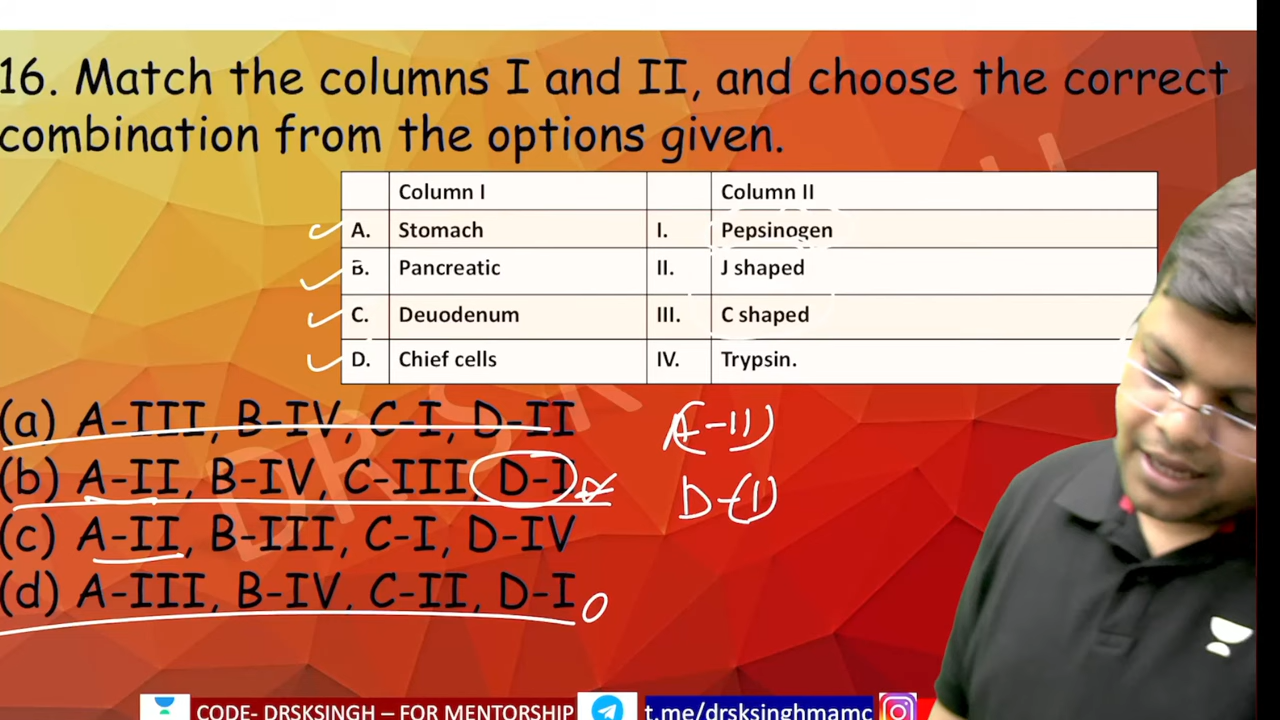 16. Match the columns I and II, and choose the correct
combination from the options given.
Column I Column II
A. Stomach I. Pepsinogen
B. Pancreatic II. J shaped
C. Deuodenum III. C shaped
D. Chief cells IV. Trypsin.
(a) A-III, B-IV, C-I, D-II
(b) A-II, B-IV, C-III, D-I
(c) A-II, B-III, C-I, D-IV
(d) A-III, B-IV, C-II, D-I
A-II)
D-(I)
DR SK
CODE- DRSKSINGH – FOR MENTORSHIP t.me/drsksinghmamc